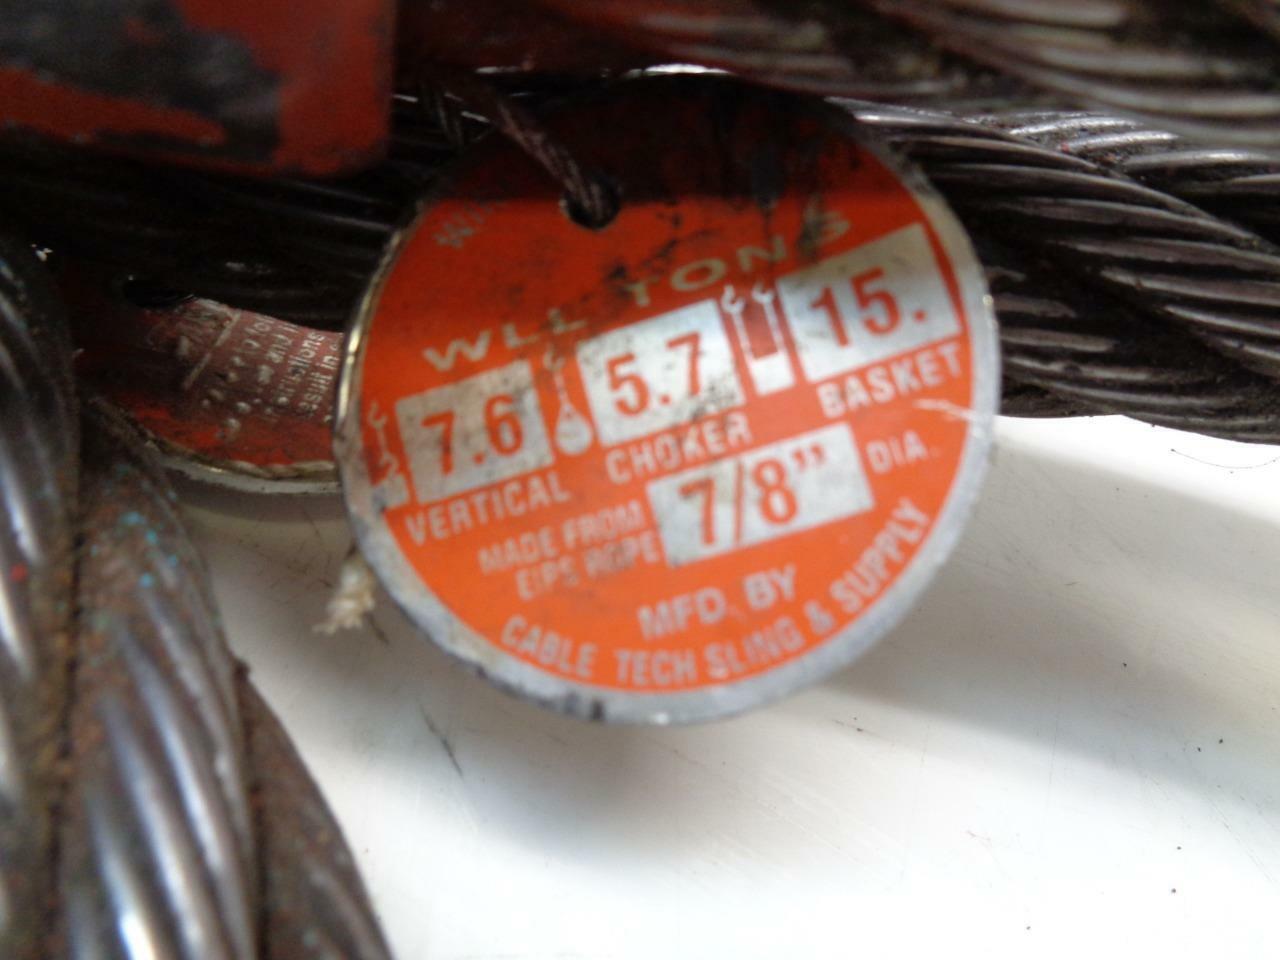 WLL TONS
7.6 5.7 15.
VERTICAL CHOKER BASKET
MADE FROM
EIPS ROPE 7/8" DIA.
MFD. BY
CABLE TECH SLING & SUPPLY